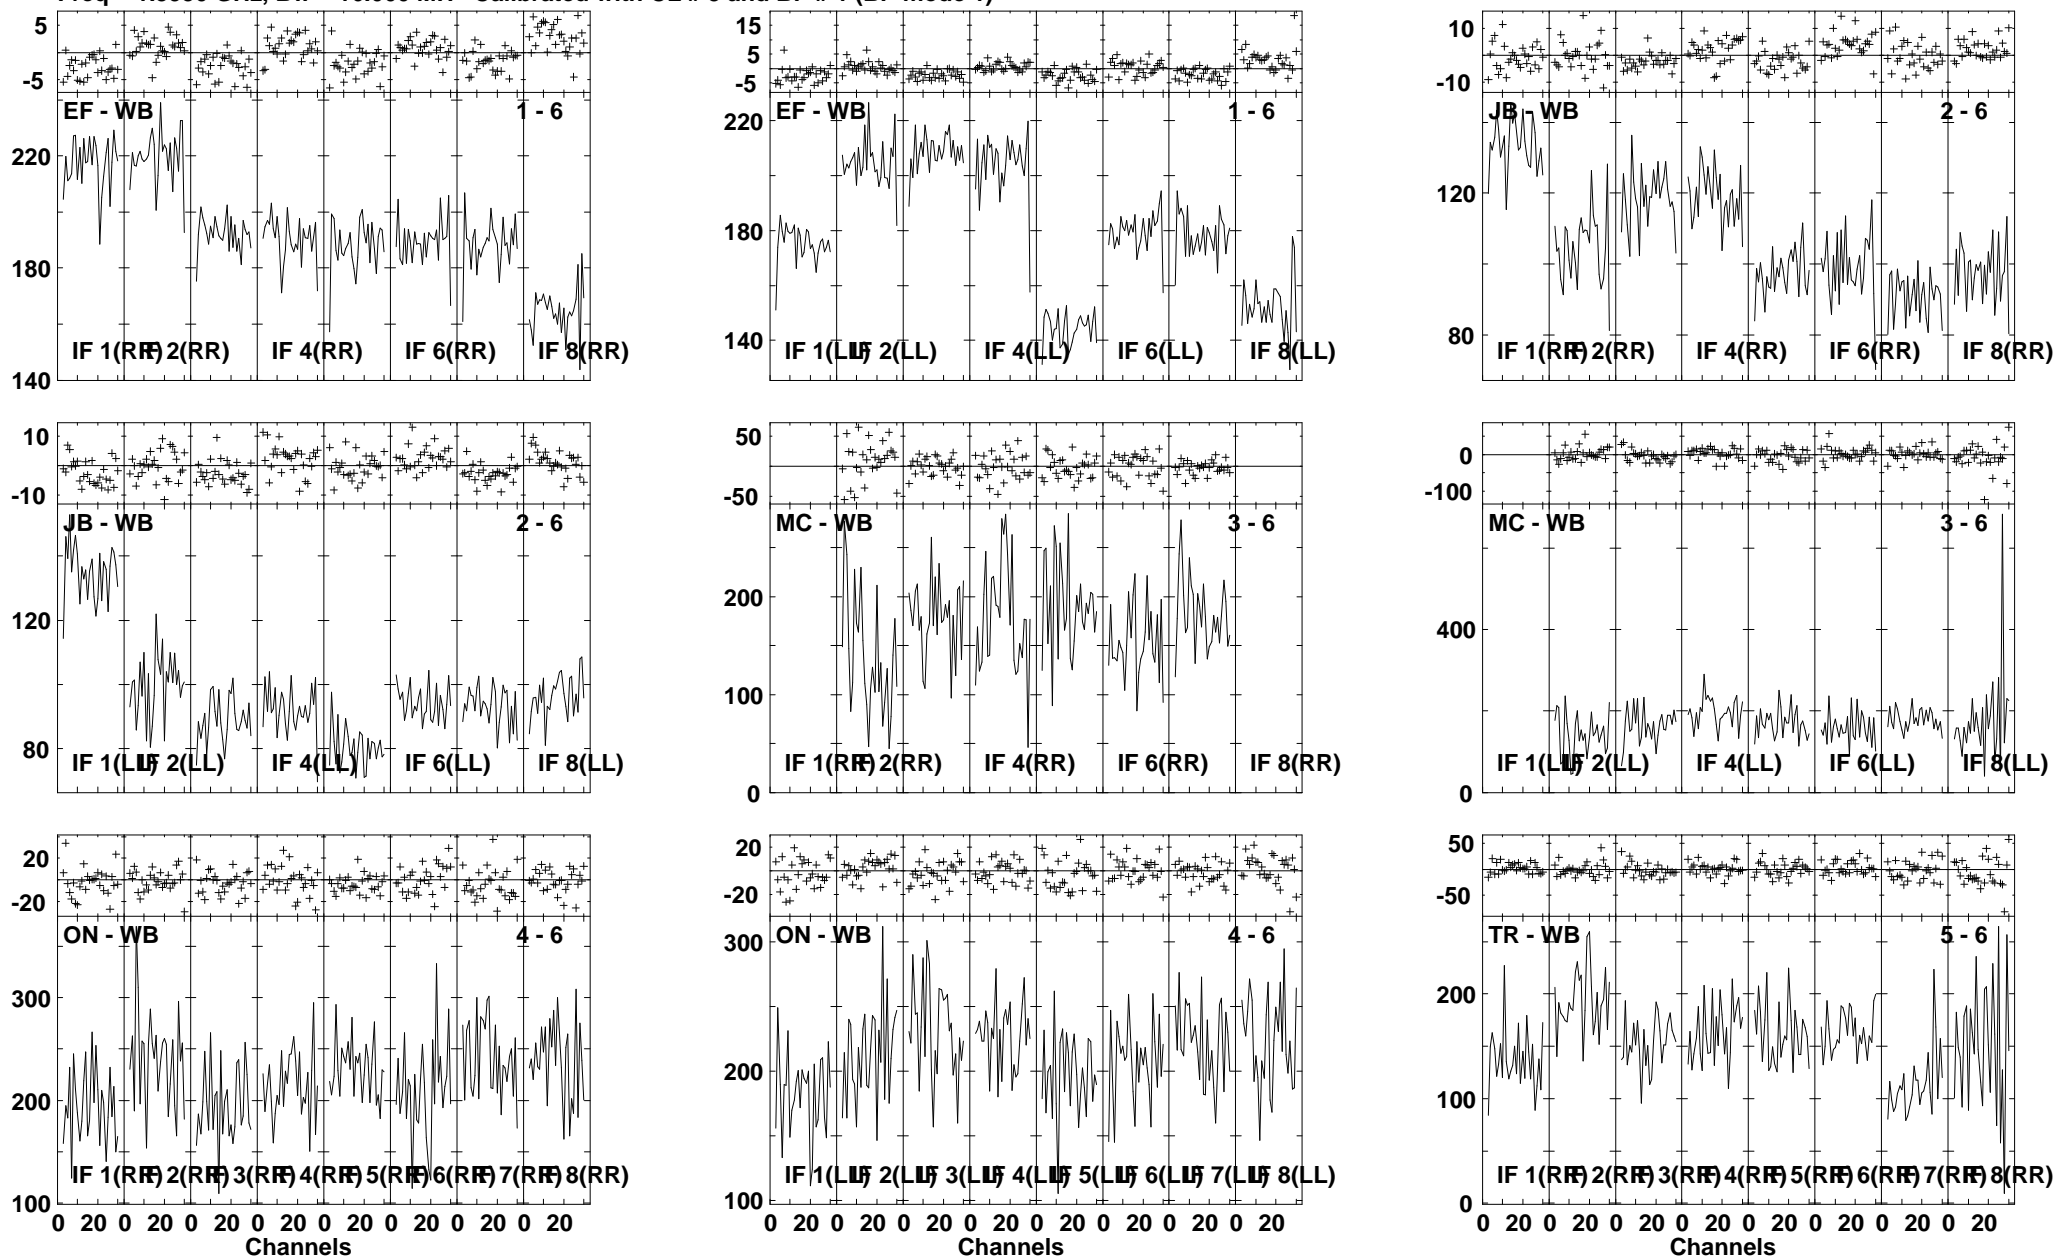 5
-5
EF - WB 1 - 6
220
180
140
IF 1(RR) IF 2(RR) IF 4(RR) IF 6(RR) IF 8(RR)
15
5
-5
EF - WB 1 - 6
220
180
140
IF 1(LL) IF 2(LL) IF 4(LL) IF 6(LL) IF 8(LL)
10
0
-10
JB - WB 2 - 6
120
80
IF 1(RR) IF 2(RR) IF 4(RR) IF 6(RR) IF 8(RR)
10
-10
JB - WB 2 - 6
120
80
IF 1(LL) IF 2(LL) IF 4(LL) IF 6(LL) IF 8(LL)
50
-50
MC - WB 3 - 6
200
100
0
IF 1(RR) IF 2(RR) IF 4(RR) IF 6(RR) IF 8(RR)
0
-100
MC - WB 3 - 6
400
0
IF 1(LL) IF 2(LL) IF 4(LL) IF 6(LL) IF 8(LL)
20
-20
ON - WB 4 - 6
300
200
100
IF 1(RR) IF 2(RR) IF 3(RR) IF 4(RR) IF 5(RR) IF 6(RR) IF 7(RR) IF 8(RR)
0 20 0 20 0 20 0 20 0 20 0 20 0 20 0 20
Channels
20
-20
ON - WB 4 - 6
300
200
100
IF 1(LL) IF 2(LL) IF 3(LL) IF 4(LL) IF 5(LL) IF 6(LL) IF 7(LL) IF 8(LL)
0 20 0 20 0 20 0 20 0 20 0 20 0 20 0 20
Channels
50
-50
TR - WB 5 - 6
200
100
0
IF 1(RR) IF 2(RR) IF 3(RR) IF 4(RR) IF 5(RR) IF 6(RR) IF 7(RR) IF 8(RR)
0 20 0 20 0 20 0 20 0 20 0 20 0 20 0 20
Channels